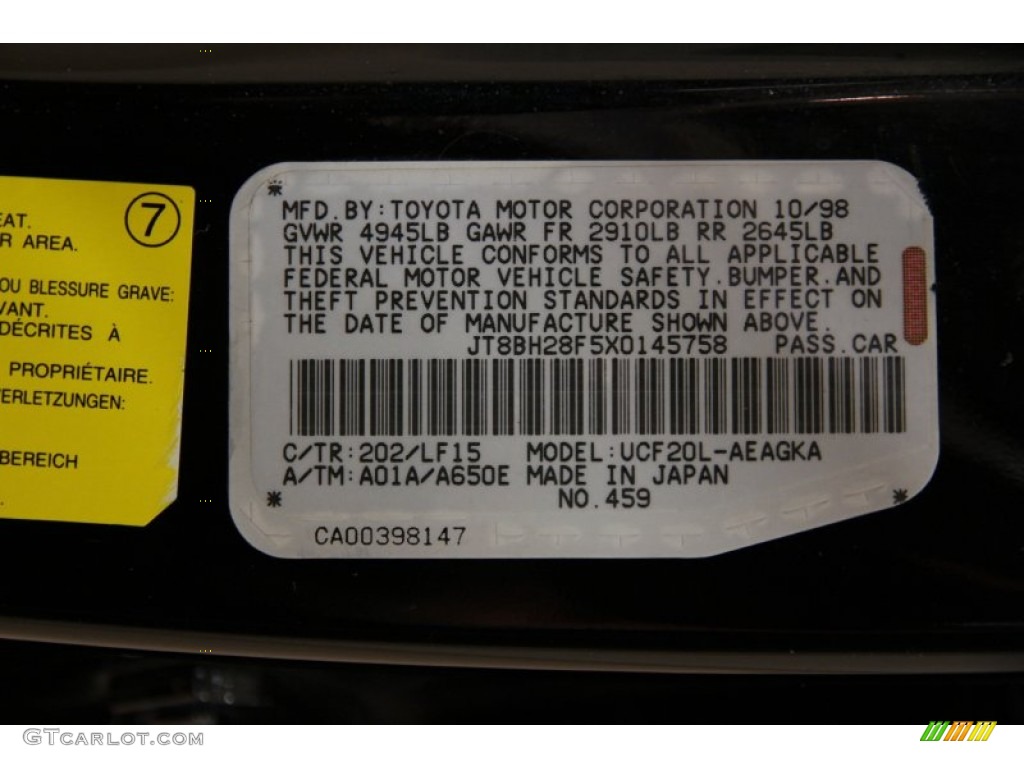 7
EAT.
R AREA.
OU BLESSURE GRAVE:
VANT.
DÉCRITES À
PROPRIÉTAIRE.
ERLETZUNGEN:
BEREICH
MFD.BY:TOYOTA MOTOR CORPORATION 10/98
GVWR 4945LB GAWR FR 2910LB RR 2645LB
THIS VEHICLE CONFORMS TO ALL APPLICABLE
FEDERAL MOTOR VEHICLE SAFETY.BUMPER.AND
THEFT PREVENTION STANDARDS IN EFFECT ON
THE DATE OF MANUFACTURE SHOWN ABOVE.
JT8BH28F5X0145758 PASS.CAR
C/TR:202/LF15 MODEL:UCF20L-AEAGKA
A/TM:A01A/A650E MADE IN JAPAN
NO.459
CA00398147
GTCarLot.com